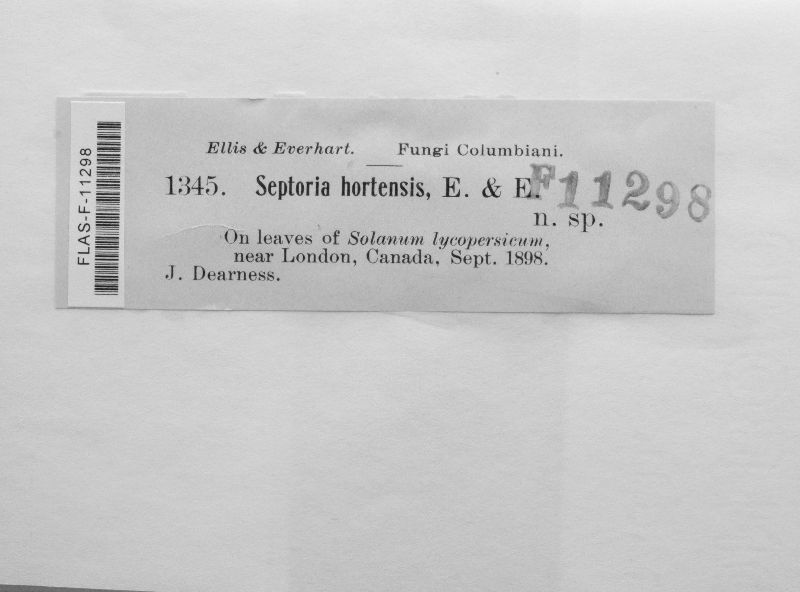 FLAS-F-11298
Ellis & Everhart. Fungi Columbiani.
1345. Septoria hortensis, E. & E. F11298
n. sp.
On leaves of Solanum lycopersicum,
near London, Canada, Sept. 1898.
J. Dearness.